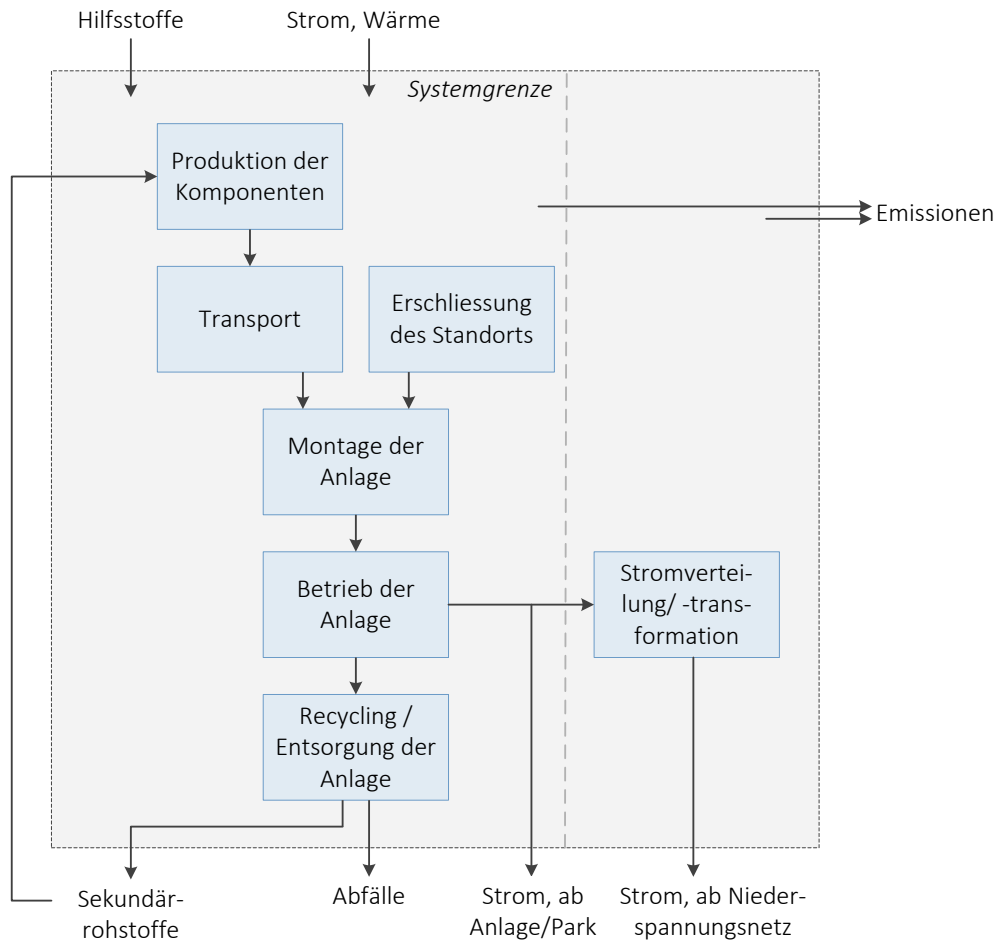 Hilfsstoffe
Strom, Wärme
Systemgrenze
Produktion der
Komponenten
Emissionen
Transport
Erschliessung
des Standorts
Montage der
Anlage
Betrieb der
Anlage
Stromvertei-
lung/ -trans-
formation
Recycling /
Entsorgung der
Anlage
Sekundär-
rohstoffe
Abfälle
Strom, ab
Anlage/Park
Strom, ab Nieder-
spannungsnetz